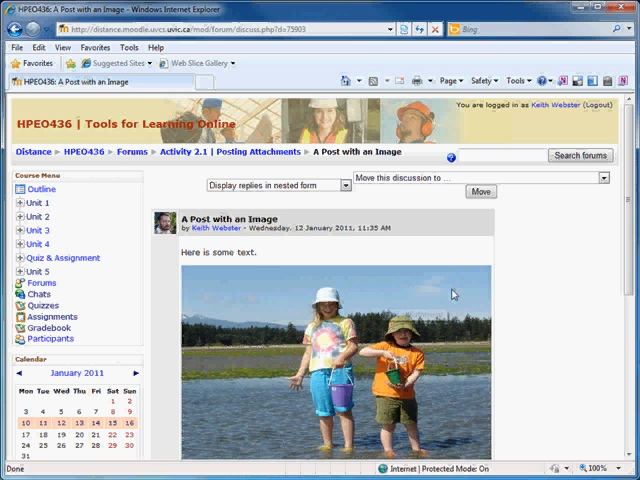 HPEO436: A Post with an Image - Windows Internet Explorer
http://distance.moodle.uvcs.uvic.ca/mod/forum/discuss.php?d=75903
Bing
File Edit View Favorites Tools Help
Favorites Suggested Sites Web Slice Gallery
HPEO436: A Post with an Image
Page Safety Tools
You are logged in as Keith Webster (Logout)
HPEO436 | Tools for Learning Online
Distance HPEO436 Forums Activity 2.1 | Posting Attachments A Post with an Image
Search forums
Course Menu
Outline
Unit 1
Unit 2
Unit 3
Unit 4
Quiz & Assignment
Unit 5
Forums
Chats
Quizzes
Assignments
Gradebook
Participants
Display replies in nested form
Move this discussion to ...
Move
A Post with an Image
by Keith Webster - Wednesday, 12 January 2011, 11:35 AM
Here is some text.
Calendar
January 2011
Mon Tue Wed Thu Fri Sat Sun
1 2
3 4 5 6 7 8 9
10 11 12 13 14 15 16
17 18 19 20 21 22 23
24 25 26 27 28 29 30
31
Done
Internet | Protected Mode: On
100%